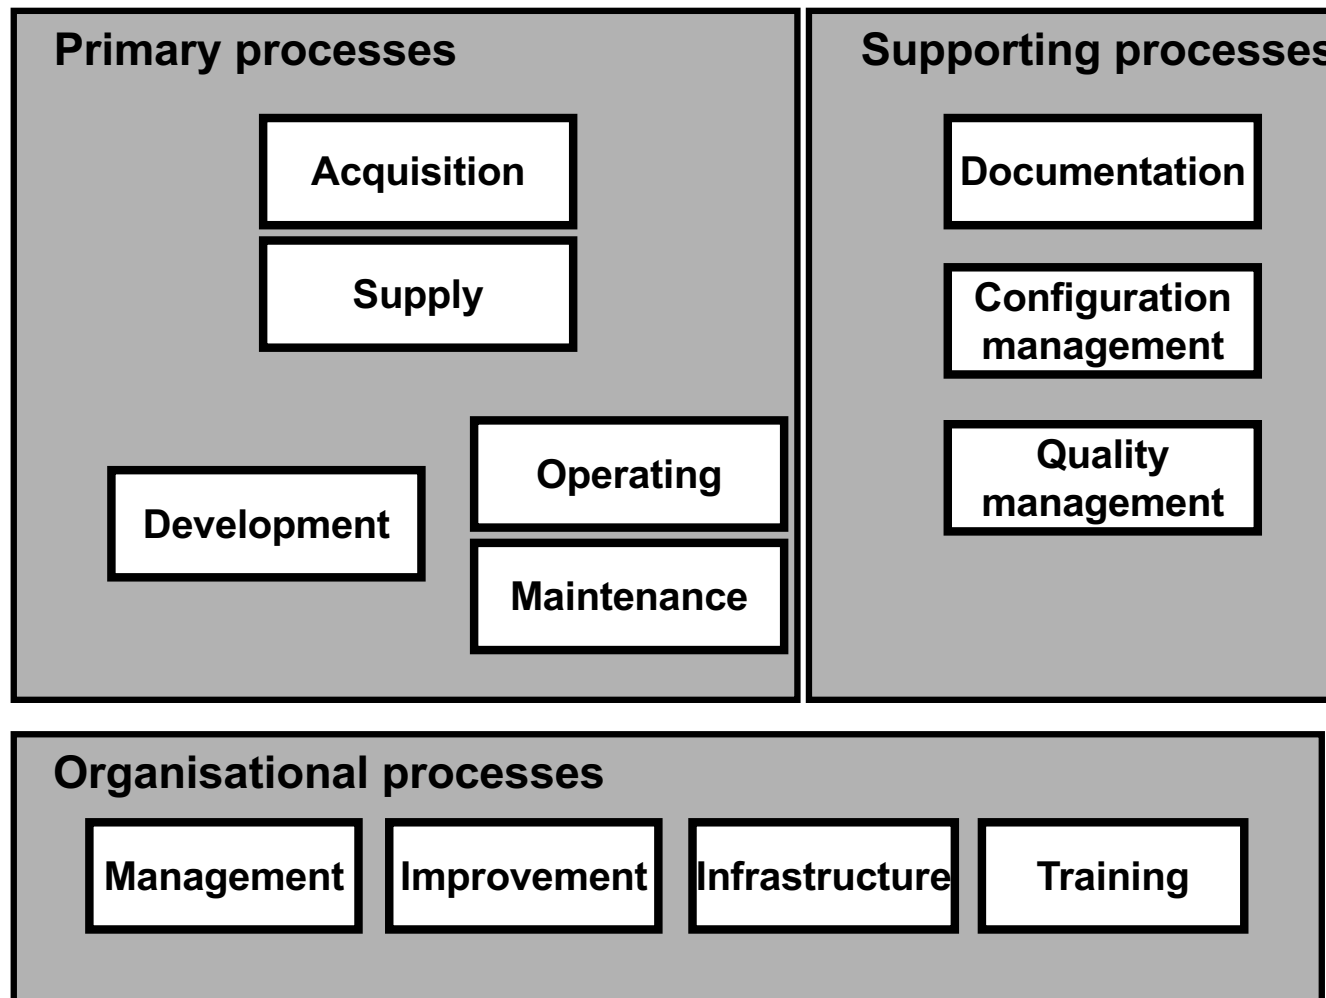 Primary processes
Acquisition
Supply
Development
Operating
Maintenance
Supporting processes
Documentation
Configuration
management
Quality
management
Organisational processes
Management
Improvement
Infrastructure
Training